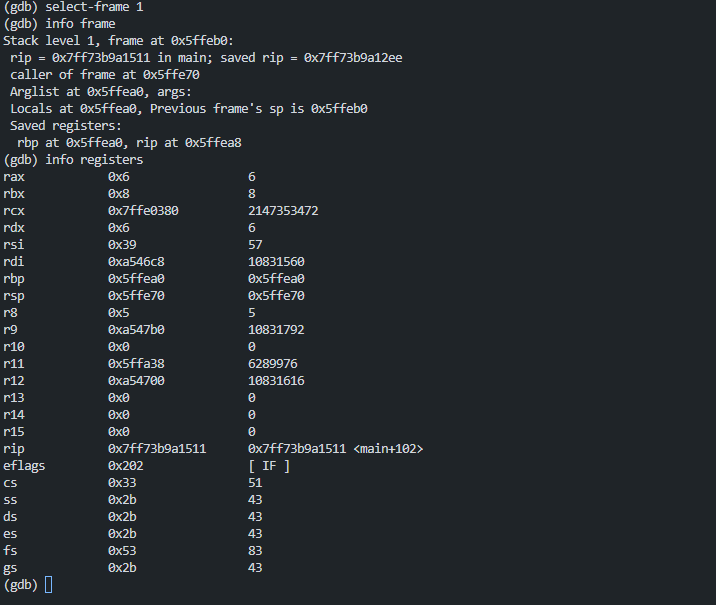 (gdb) select-frame 1
(gdb) info frame
Stack level 1, frame at 0x5ffeb0:
 rip = 0x7ff73b9a1511 in main; saved rip = 0x7ff73b9a12ee
 caller of frame at 0x5ffe70
 Arglist at 0x5ffea0, args:
 Locals at 0x5ffea0, Previous frame's sp is 0x5ffeb0
 Saved registers:
  rbp at 0x5ffea0, rip at 0x5ffea8
(gdb) info registers
rax            0x6                 6
rbx            0x8                 8
rcx            0x7ffe0380          2147353472
rdx            0x6                 6
rsi            0x39                57
rdi            0xa546c8            10831560
rbp            0x5ffea0            0x5ffea0
rsp            0x5ffe70            0x5ffe70
r8             0x5                 5
r9             0xa547b0            10831792
r10            0x0                 0
r11            0x5ffa38            6289976
r12            0xa54700            10831616
r13            0x0                 0
r14            0x0                 0
r15            0x0                 0
rip            0x7ff73b9a1511      0x7ff73b9a1511 <main+102>
eflags         0x202               [ IF ]
cs             0x33                51
ss             0x2b                43
ds             0x2b                43
es             0x2b                43
fs             0x53                83
gs             0x2b                43
(gdb)